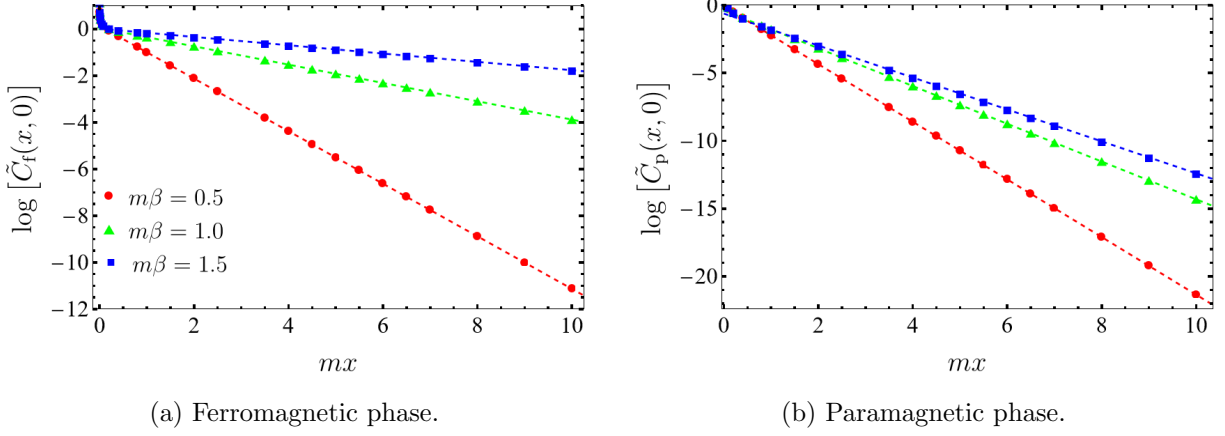 log [C̃f(x, 0)]
0
−2
−4
−6
−8
−10
−12
mβ = 0.5
mβ = 1.0
mβ = 1.5
0 2 4 6 8 10
mx
(a) Ferromagnetic phase.
log [C̃p(x, 0)]
0
−5
−10
−15
−20
0 2 4 6 8 10
mx
(b) Paramagnetic phase.